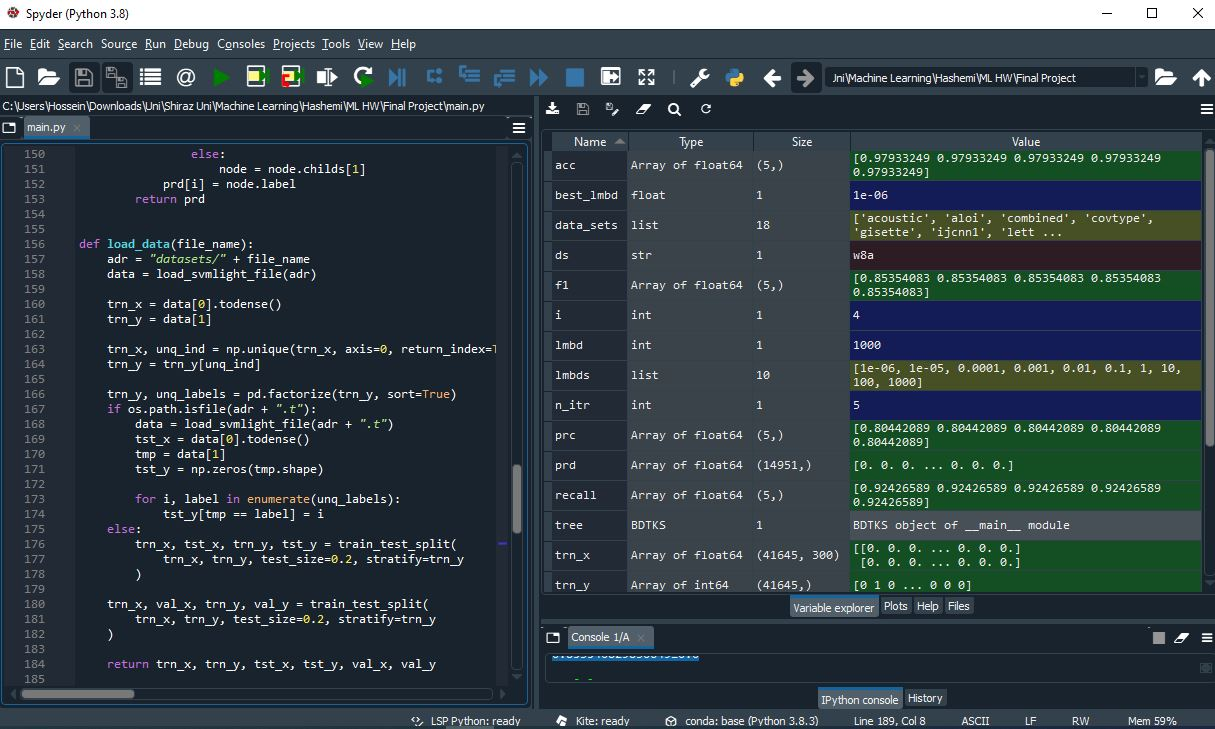 Spyder (Python 3.8)
File Edit Search Source Run Debug Consoles Projects Tools View Help
Jni\Machine Learning\Hashemi\ML HW\Final Project
C:\Users\Hossein\Downloads\Uni\Shiraz Uni\Machine Learning\Hashemi\ML HW\Final Project\main.py
main.py
150 else:
151 node = node.childs[1]
152 prd[i] = node.label
153 return prd
154
155
156 def load_data(file_name):
157 adr = "datasets/" + file_name
158 data = load_svmlight_file(adr)
159
160 trn_x = data[0].todense()
161 trn_y = data[1]
162
163 trn_x, unq_ind = np.unique(trn_x, axis=0, return_index=T
164 trn_y = trn_y[unq_ind]
165
166 trn_y, unq_labels = pd.factorize(trn_y, sort=True)
167 if os.path.isfile(adr + ".t"):
168 data = load_svmlight_file(adr + ".t")
169 tst_x = data[0].todense()
170 tmp = data[1]
171 tst_y = np.zeros(tmp.shape)
172
173 for i, label in enumerate(unq_labels):
174 tst_y[tmp == label] = i
175 else:
176 trn_x, tst_x, trn_y, tst_y = train_test_split(
177 trn_x, trn_y, test_size=0.2, stratify=trn_y
178 )
179
180 trn_x, val_x, trn_y, val_y = train_test_split(
181 trn_x, trn_y, test_size=0.2, stratify=trn_y
182 )
183
184 return trn_x, trn_y, tst_x, tst_y, val_x, val_y
185
Name Type Size Value
acc Array of float64 (5,) [0.97933249 0.97933249 0.97933249 0.97933249
0.97933249]
best_lmbd float 1 1e-06
data_sets list 18 ['acoustic', 'aloi', 'combined', 'covtype',
'gisette', 'ijcnn1', 'lett ...
ds str 1 w8a
f1 Array of float64 (5,) [0.85354083 0.85354083 0.85354083 0.85354083
0.85354083]
i int 1 4
lmbd int 1 1000
lmbds list 10 [1e-06, 1e-05, 0.0001, 0.001, 0.01, 0.1, 1, 10,
100, 1000]
n_itr int 1 5
prc Array of float64 (5,) [0.80442089 0.80442089 0.80442089 0.80442089
0.80442089]
prd Array of float64 (14951,) [0. 0. 0. ... 0. 0. 0.]
recall Array of float64 (5,) [0.92426589 0.92426589 0.92426589 0.92426589
0.92426589]
tree BDTKS 1 BDTKS object of __main__ module
trn_x Array of float64 (41645, 300) [[0. 0. 0. ... 0. 0. 0.]
[0. 0. 0. ... 0. 0. 0.]
trn_y Array of int64 (41645,) [0 1 0 ... 0 0 0]
Variable explorer Plots Help Files
Console 1/A
IPython console History
LSP Python: ready Kite: ready conda: base (Python 3.8.3) Line 189, Col 8 ASCII LF RW Mem 59%